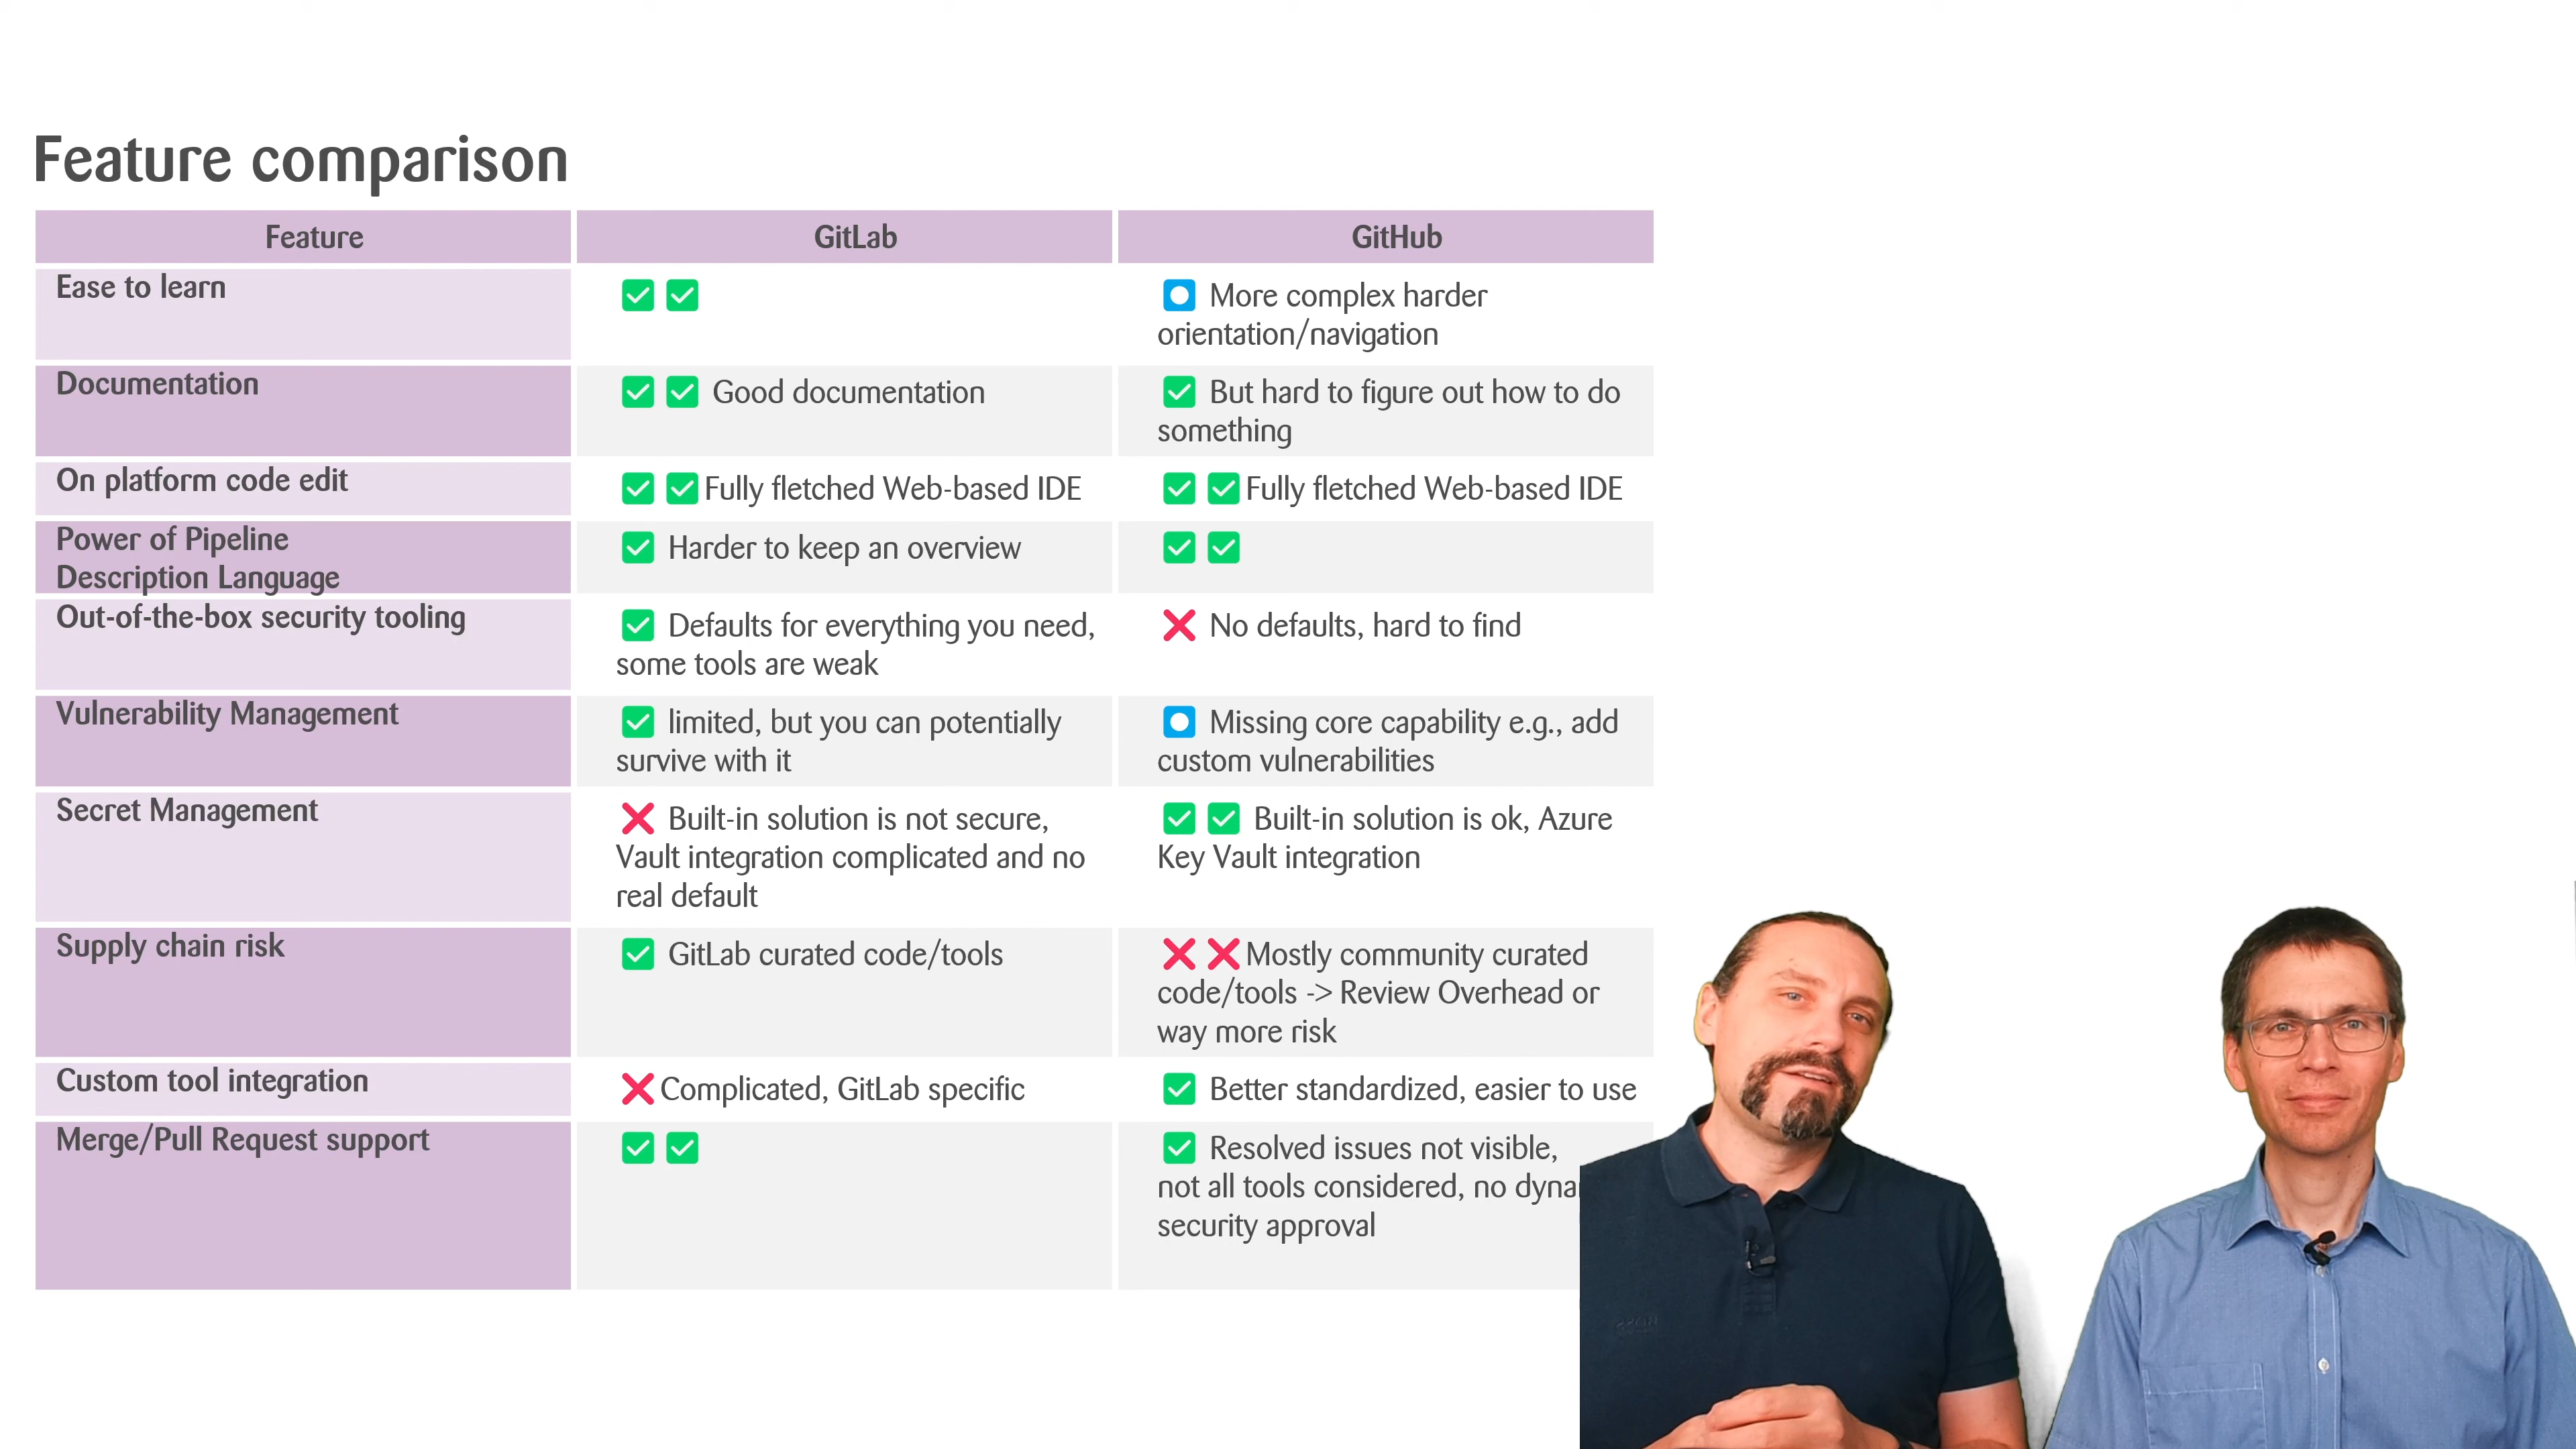 Feature comparison
Feature GitLab GitHub
Ease to learn
More complex harder
orientation/navigation
Documentation
Good documentation
But hard to figure out how to do
something
On platform code edit
Fully fletched Web-based IDE
Fully fletched Web-based IDE
Power of Pipeline
Description Language
Harder to keep an overview
Out-of-the-box security tooling
Defaults for everything you need,
some tools are weak
No defaults, hard to find
Vulnerability Management
limited, but you can potentially
survive with it
Missing core capability e.g., add
custom vulnerabilities
Secret Management
Built-in solution is not secure,
Vault integration complicated and no
real default
Built-in solution is ok, Azure
Key Vault integration
Supply chain risk
GitLab curated code/tools
Mostly community curated
code/tools -> Review Overhead or
way more risk
Custom tool integration
Complicated, GitLab specific
Better standardized, easier to use
Merge/Pull Request support
Resolved issues not visible,
not all tools considered, no
security approval